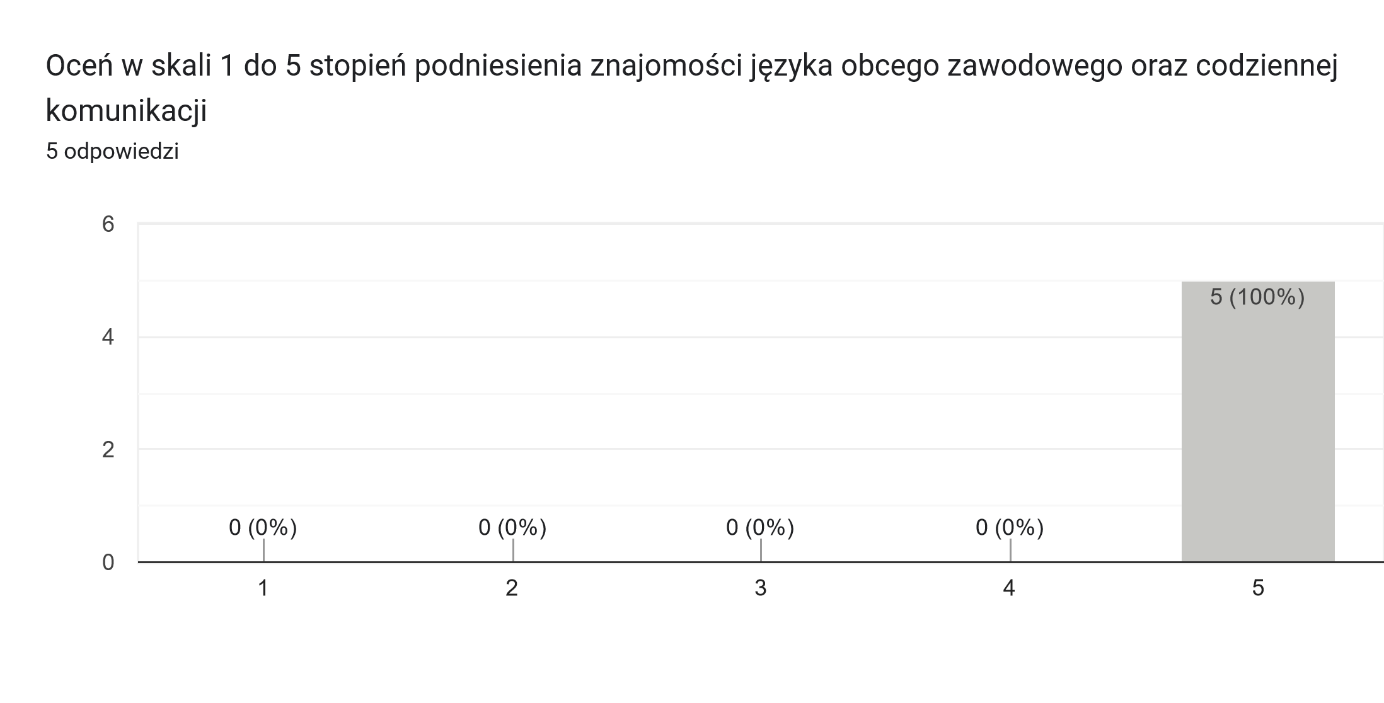 Oceń w skali 1 do 5 stopień podniesienia znajomości języka obcego zawodowego oraz codziennej
komunikacji
5 odpowiedzi
6
5 (100%)
4
2
0 (0%) 0 (0%) 0 (0%) 0 (0%)
0
1 2 3 4 5